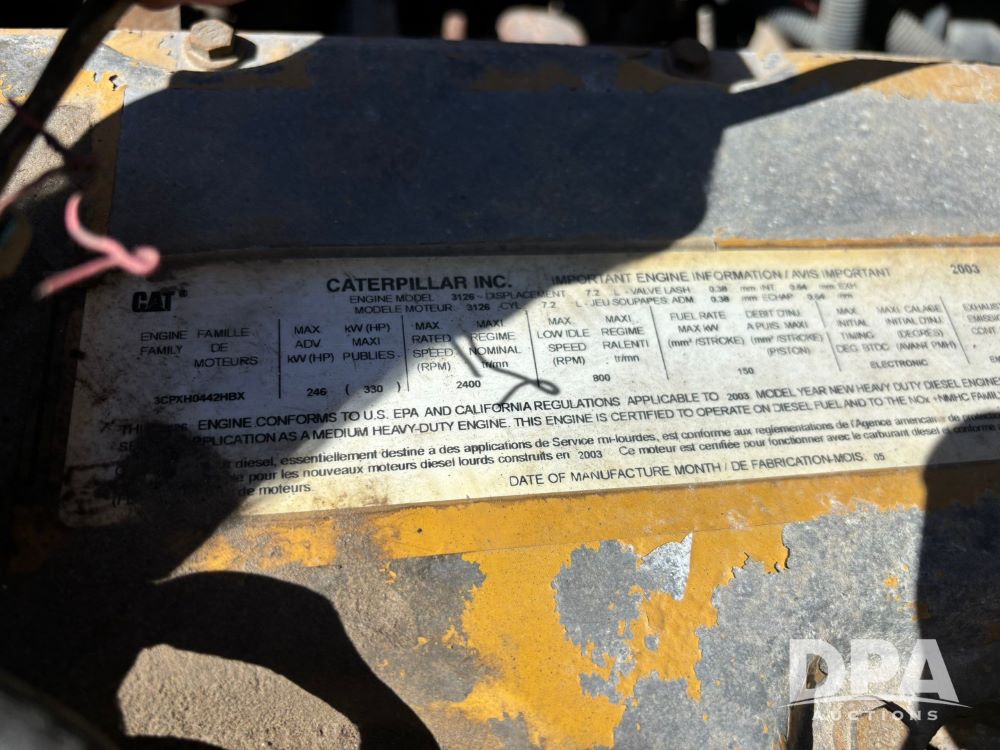 CAT
CATERPILLAR INC. IMPORTANT ENGINE INFORMATION / AVIS IMPORTANT 2003
ENGINE MODEL 3126 - DISPLACEMENT 7.2 L - VALVE LASH 0.38 mm INT 0.64 mm EXH
MODELE MOTEUR 3126 -CYL 7.2 L - JEU SOUPAPES: ADM 0.38 mm ECHAP 0.64 mm
ENGINE FAMILY
FAMILLE DE MOTEURS
MAX ADV kW (HP)
kW (HP) MAXI PUBLIES
MAX. RATED SPEED (RPM)
MAXI REGIME NOMINAL tr/mn
MAX. LOW IDLE SPEED (RPM)
MAXI. REGIME RALENTI tr/mn
FUEL RATE MAX kW (mm³/STROKE)
DEBIT D'INJ A PUIS. MAXI (mm³/STROKE) (PISTON)
MAX. INITIAL TIMING DEG. BTDC
MAXI CALAGE INITIAL D'INJ (DEGRES) (AVANT PMH)
3CPXH0442HBX 246 ( 330 ) 2400 800 150 ELECTRONIC
ENGINE CONFORMS TO U.S. EPA AND CALIFORNIA REGULATIONS APPLICABLE TO 2003 MODEL YEAR NEW HEAVY DUTY DIESEL ENGINE
APPLICATION AS A MEDIUM HEAVY-DUTY ENGINE. THIS ENGINE IS CERTIFIED TO OPERATE ON DIESEL FUEL AND TO THE NOx +NMHC
diesel, essentiellement destine a des applications de Service mi-lourdes, est conforme aux reglementations de l'Agence americain de
pour les nouveaux moteurs diesel lourds construits en 2003 Ce moteur est certifiee pour fonctionner avec le carburant diesel et conforme
de moteurs. DATE OF MANUFACTURE MONTH / DE FABRICATION-MOIS. 05
DPA
AUCTIONS